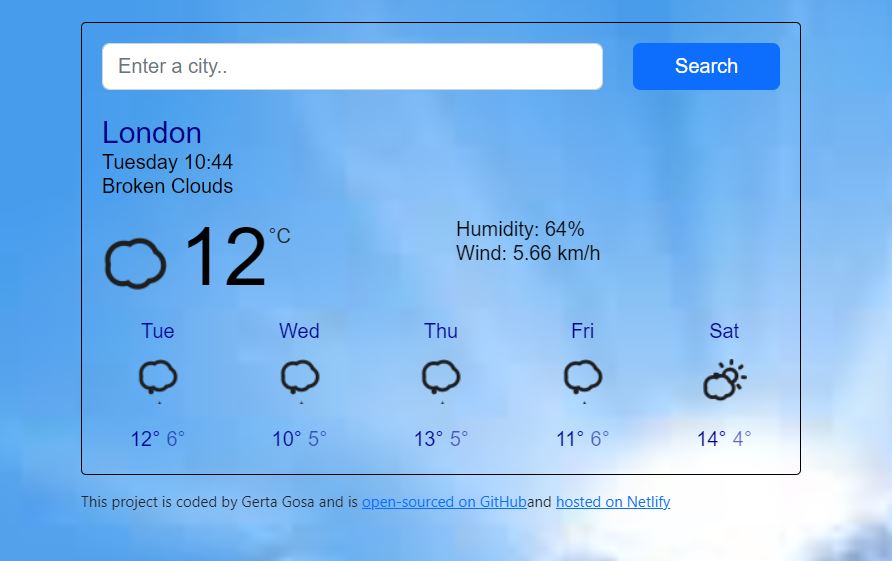 Enter a city..
Search
London
Tuesday 10:44
Broken Clouds
12 °C
Humidity: 64%
Wind: 5.66 km/h
Tue Wed Thu Fri Sat
12° 6° 10° 5° 13° 5° 11° 6° 14° 4°
This project is coded by Gerta Gosa and is open-sourced on GitHuband hosted on Netlify